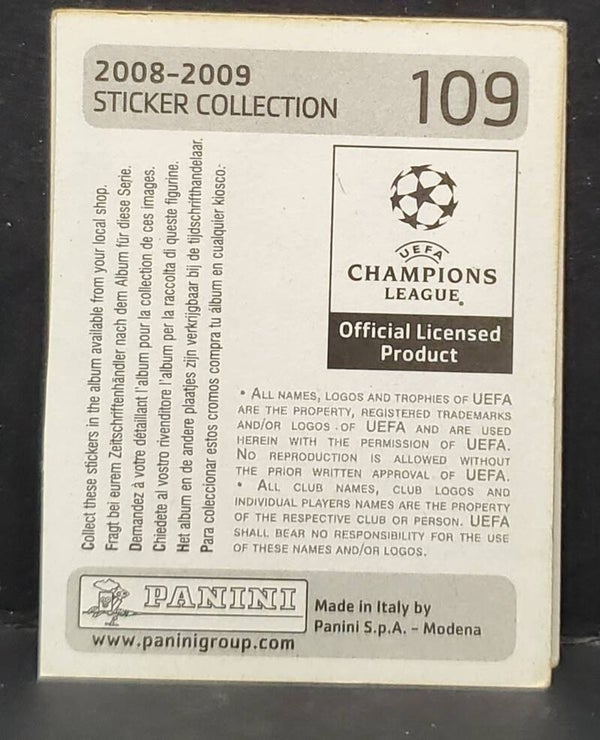 2008-2009
STICKER COLLECTION
109
Collect these stickers in the album available from your local shop.
Fragt bei eurem Zeitschriftenhändler nach dem Album für diese Serie.
Demandez à votre détaillant l'album pour la collection de ces images.
Chiedete al vostro rivenditore l'album per la raccolta di queste figurine.
Het album en de andere plaatjes zijn verkrijgbaar bij de tijdschrifthandelaar.
Para coleccionar estos cromos compra tu álbum en cualquier kiosco.
UEFA
CHAMPIONS
LEAGUE®
Official Licensed
Product
• ALL NAMES, LOGOS AND TROPHIES OF UEFA
ARE THE PROPERTY, REGISTERED TRADEMARKS
AND/OR LOGOS OF UEFA AND ARE USED
HEREIN WITH THE PERMISSION OF UEFA.
NO REPRODUCTION IS ALLOWED WITHOUT
THE PRIOR WRITTEN APPROVAL OF UEFA.
• ALL CLUB NAMES, CLUB LOGOS AND
INDIVIDUAL PLAYERS NAMES ARE THE PROPERTY
OF THE RESPECTIVE CLUB OR PERSON. UEFA
SHALL BEAR NO RESPONSIBILITY FOR THE USE
OF THESE NAMES AND/OR LOGOS.
PANINI
www.paninigroup.com
Made in Italy by
Panini S.p.A. - Modena